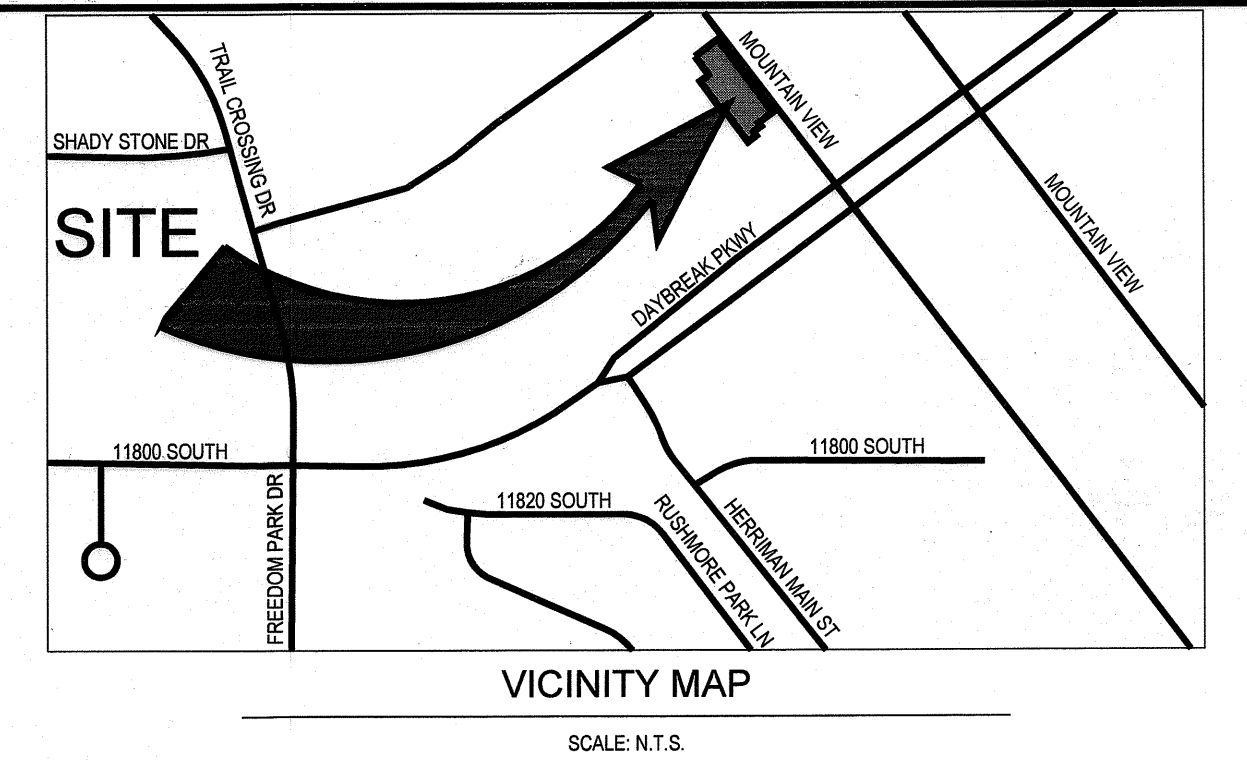 TRAIL CROSSING DR
MOUNTAIN VIEW
SHADY STONE DR
MOUNTAIN VIEW
SITE
DAYBREAK PKWY
11800 SOUTH
11800 SOUTH
11820 SOUTH
FREEDOM PARK DR
RUSHMORE PARK LN
HERRIMAN MAIN ST
VICINITY MAP
SCALE: N.T.S.